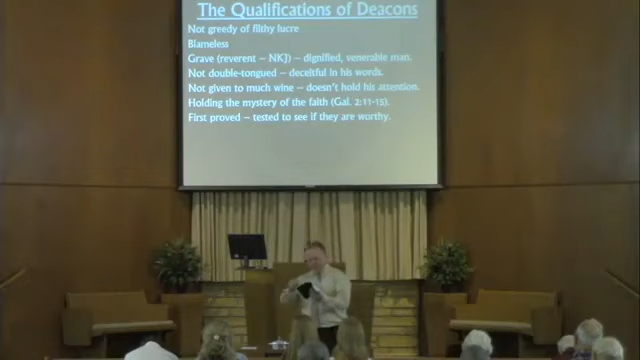 The Qualifications of Deacons
Not greedy of filthy lucre
Blameless
Grave (reverent – NKJ) – dignified, venerable man.
Not double-tongued – deceitful in his words.
Not given to much wine – doesn't hold his attention.
Holding the mystery of the faith (Gal. 2:11-15).
First proved – tested to see if they are worthy.